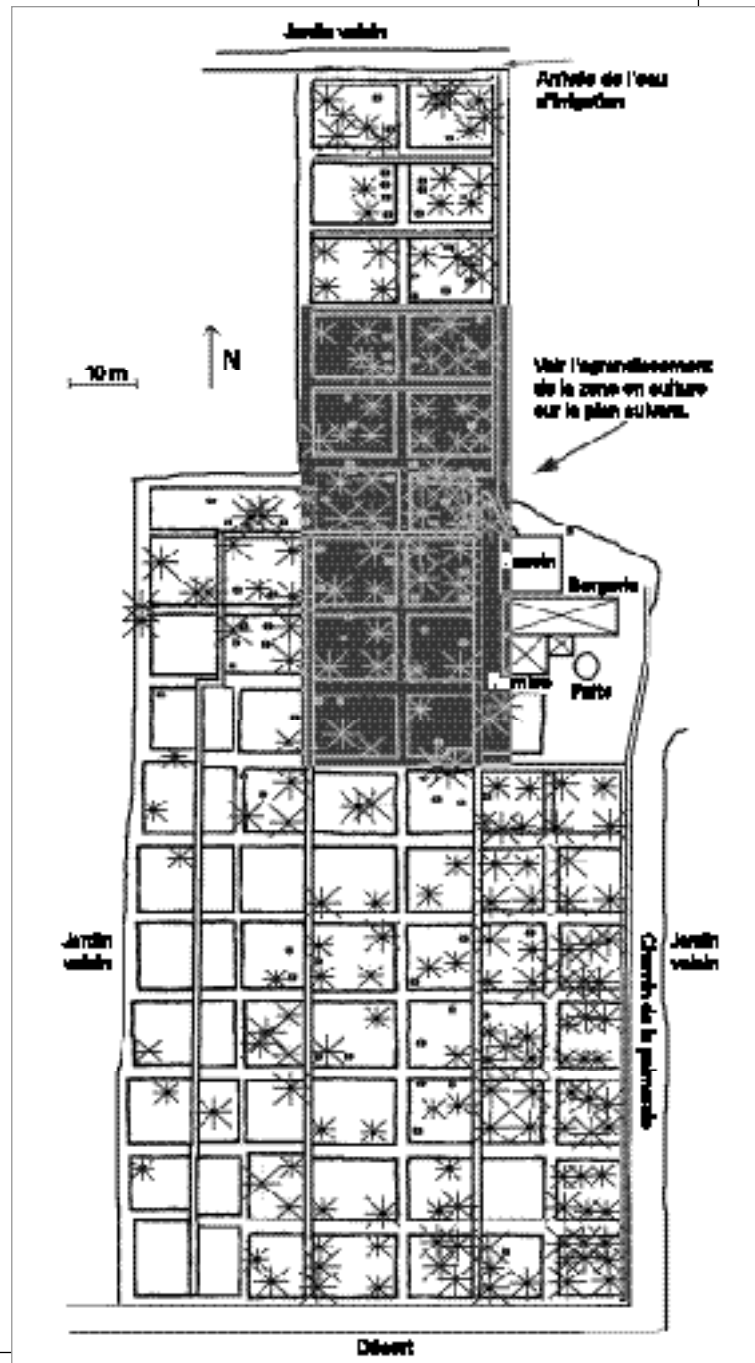 Jardin voisin
Arrivée de l'eau
d'irrigation
N
10 m
Voir l'agrandissement
de la zone en culture
sur le plan suivant.
Bergerie
Puits
Jardin
voisin
Chemin de la palmeraie
Jardin
voisin
Désert